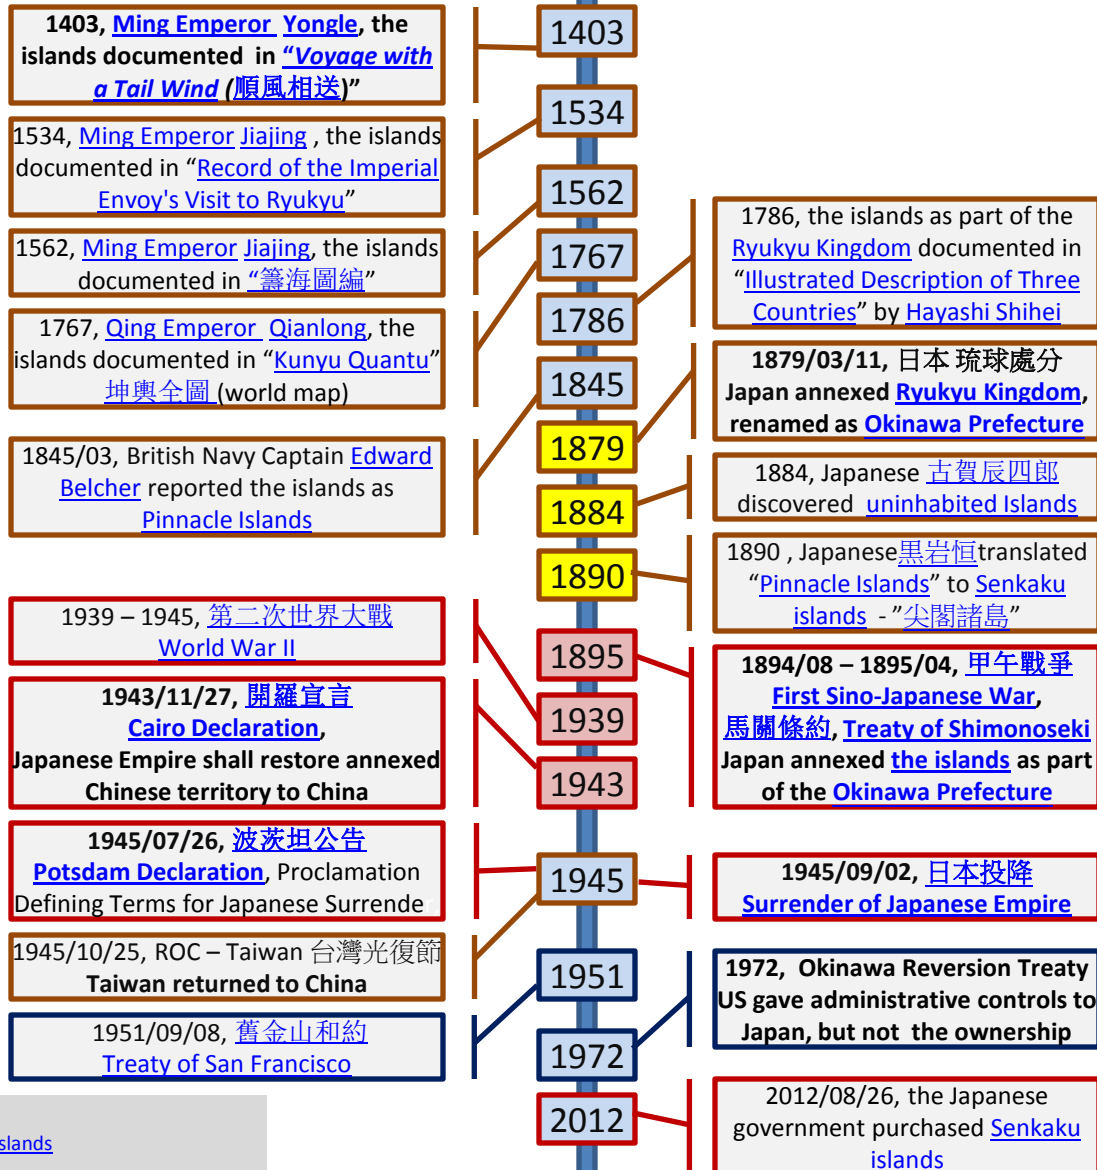 1403, Ming Emperor Yongle, the
islands documented in “Voyage with
a Tail Wind (順風相送)”
1534, Ming Emperor Jiajing , the islands
documented in “Record of the Imperial
Envoy's Visit to Ryukyu”
1562, Ming Emperor Jiajing, the islands
documented in “籌海圖編”
1767, Qing Emperor Qianlong, the
islands documented in “Kunyu Quantu”
坤輿全圖 (world map)
1845/03, British Navy Captain Edward
Belcher reported the islands as
Pinnacle Islands
1939 – 1945, 第二次世界大戰
World War II
1943/11/27, 開羅宣言
Cairo Declaration,
Japanese Empire shall restore annexed
Chinese territory to China
1945/07/26, 波茨坦公告
Potsdam Declaration, Proclamation
Defining Terms for Japanese Surrende
1945/10/25, ROC – Taiwan 台灣光復節
Taiwan returned to China
1951/09/08, 舊金山和約
Treaty of San Francisco
slands
1403
1534
1562
1767
1786
1845
1879
1884
1890
1895
1939
1943
1945
1951
1972
2012
1786, the islands as part of the
Ryukyu Kingdom documented in
“Illustrated Description of Three
Countries” by Hayashi Shihei
1879/03/11, 日本 琉球處分
Japan annexed Ryukyu Kingdom,
renamed as Okinawa Prefecture
1884, Japanese 古賀辰四郎
discovered uninhabited Islands
1890 , Japanese黒岩恒translated
“Pinnacle Islands” to Senkaku
islands - ”尖閣諸島”
1894/08 – 1895/04, 甲午戰爭
First Sino-Japanese War,
馬關條約, Treaty of Shimonoseki
Japan annexed the islands as part
of the Okinawa Prefecture
1945/09/02, 日本投降
Surrender of Japanese Empire
1972, Okinawa Reversion Treaty
US gave administrative controls to
Japan, but not the ownership
2012/08/26, the Japanese
government purchased Senkaku
islands